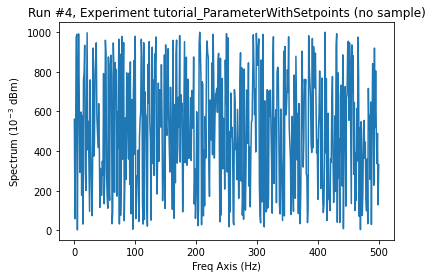 Run #4, Experiment tutorial_ParameterWithSetpoints (no sample)
1000
800
600
400
200
0
Spectrum (10⁻³ dBm)
0 100 200 300 400 500
Freq Axis (Hz)